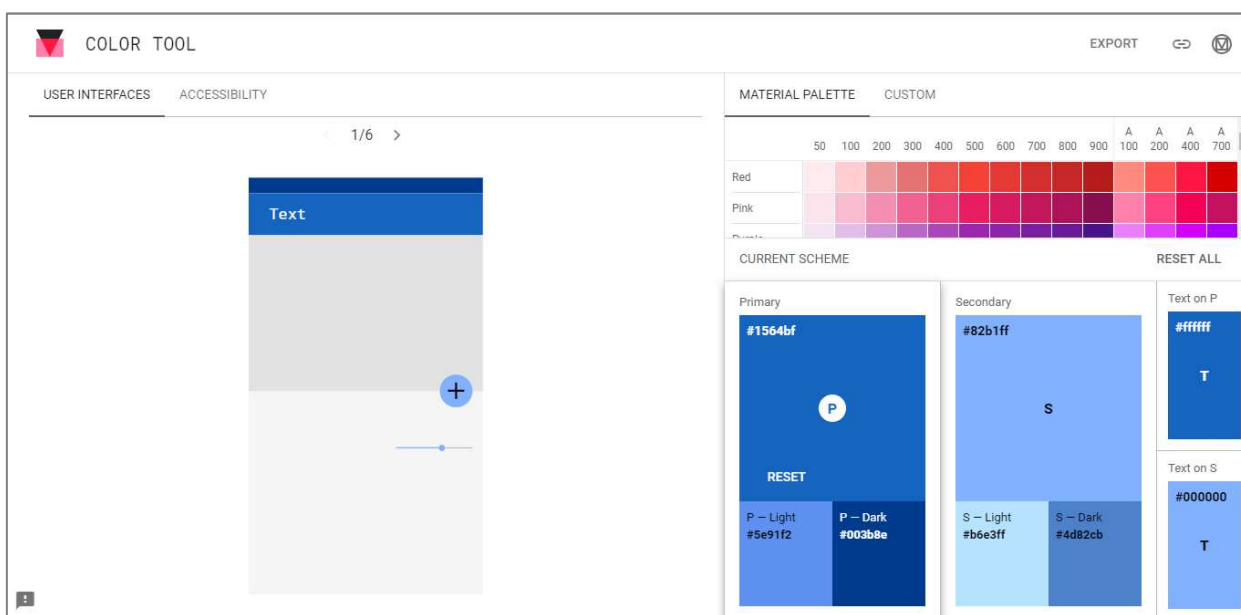 COLOR TOOL
EXPORT
USER INTERFACES ACCESSIBILITY
1/6
Text
MATERIAL PALETTE CUSTOM
50 100 200 300 400 500 600 700 800 900 A 100 A 200 A 400 A 700
Red
Pink
Purple
CURRENT SCHEME RESET ALL
Primary
#1564bf
P
RESET
P — Light
#5e91f2
P — Dark
#003b8e
Secondary
#82b1ff
S
S — Light
#b6e3ff
S — Dark
#4d82cb
Text on P
#ffffff
T
Text on S
#000000
T